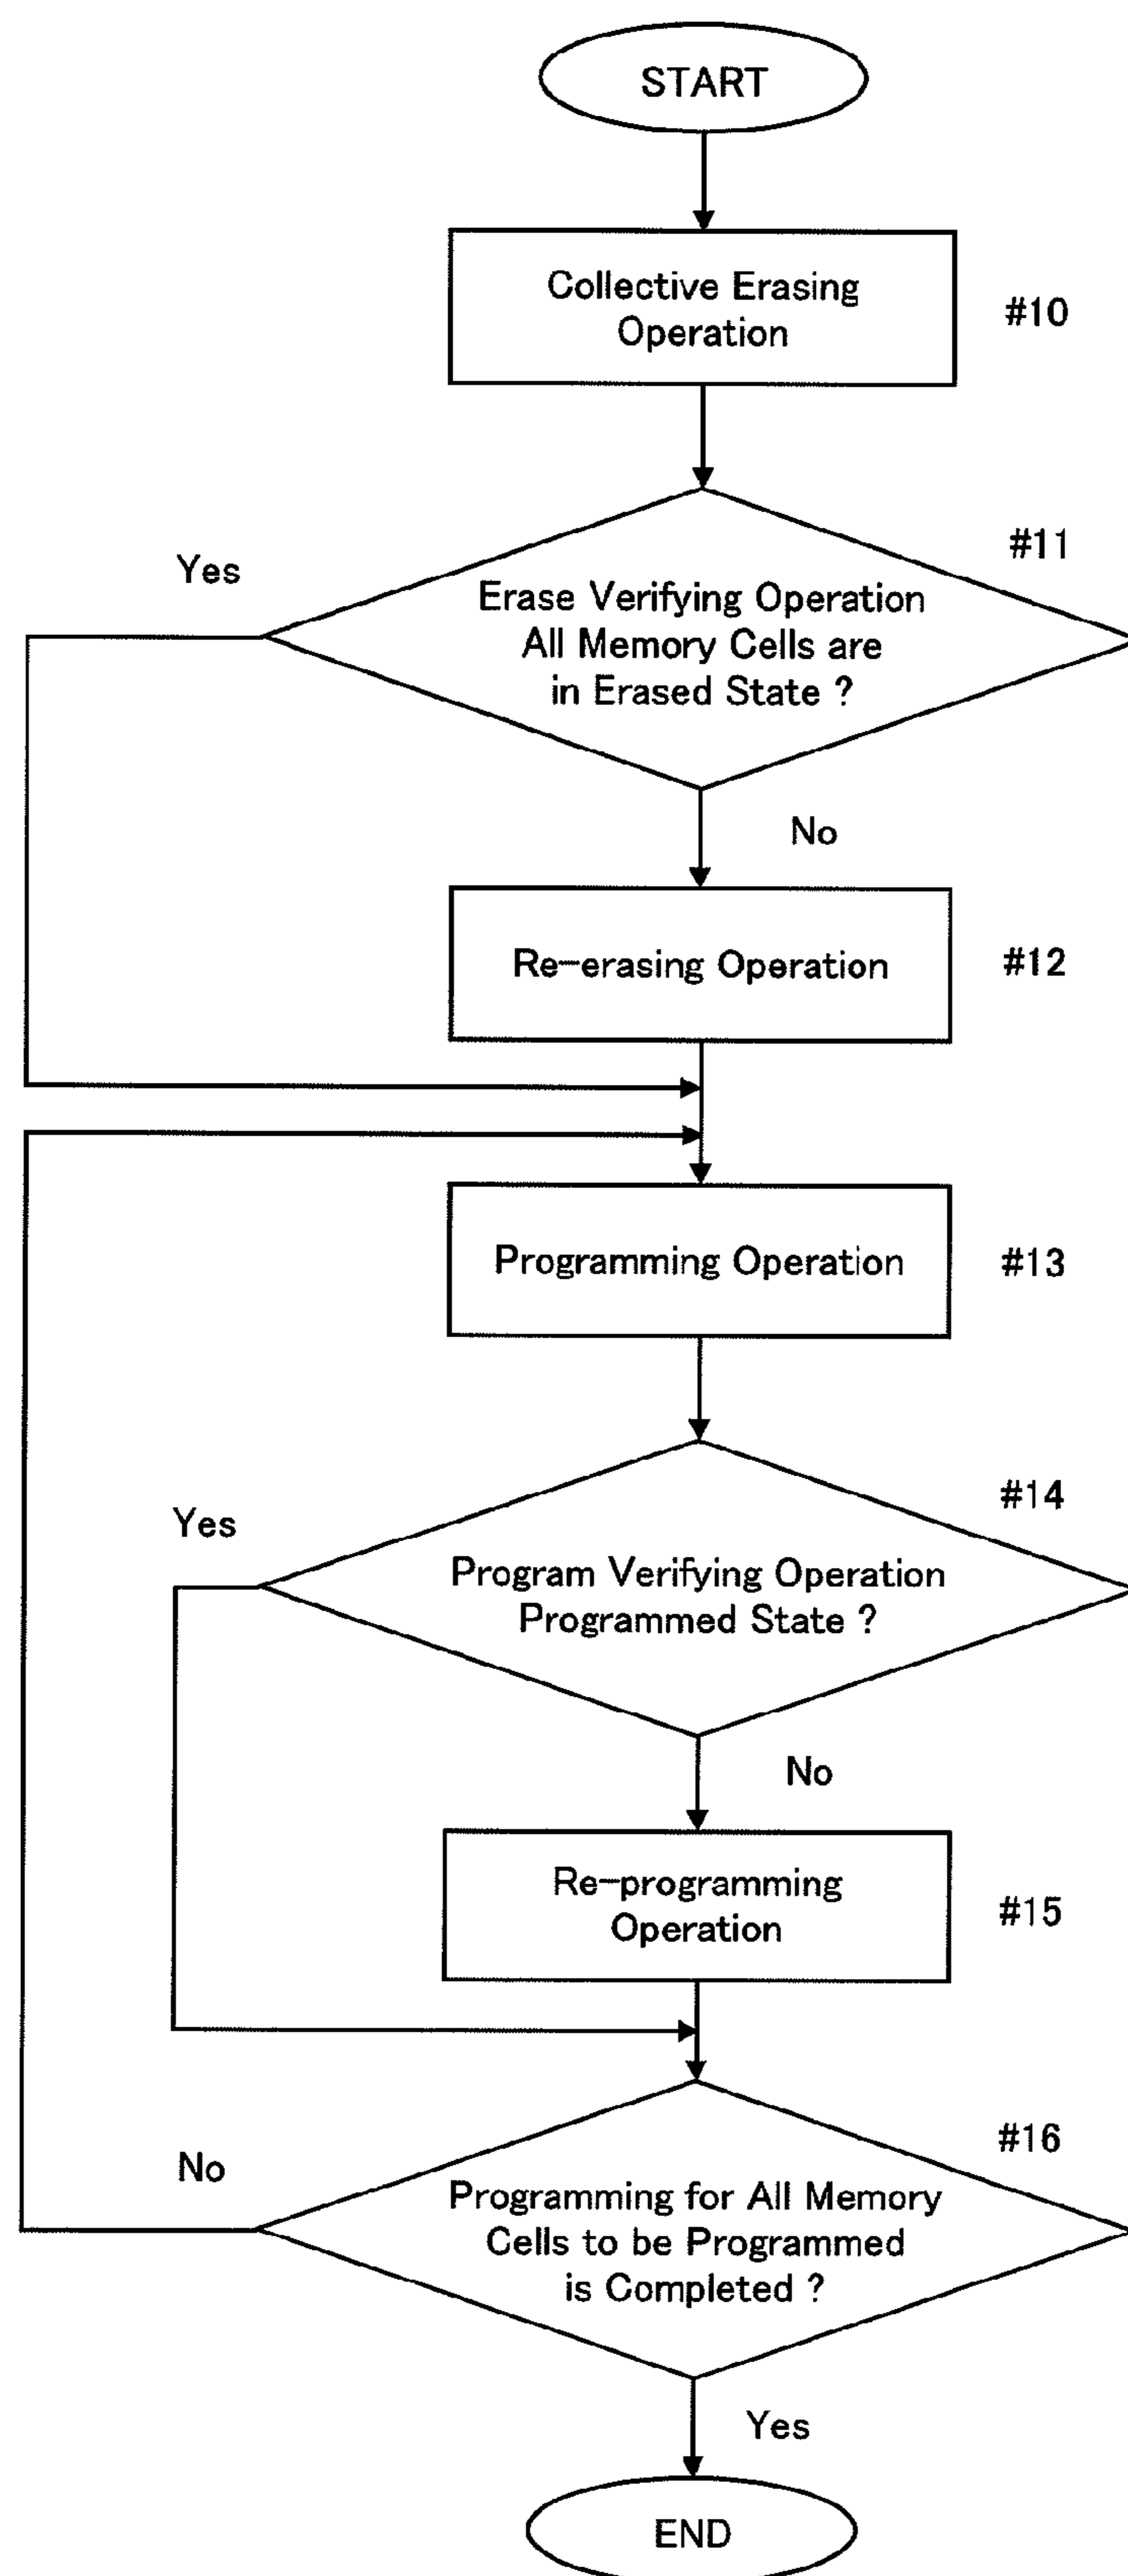 START
Collective Erasing
Operation
#10
#11
Yes
Erase Verifying Operation
All Memory Cells are
in Erased State ?
No
Re-erasing Operation
#12
Programming Operation
#13
#14
Yes
Program Verifying Operation
Programmed State ?
No
Re-programming
Operation
#15
#16
No
Programming for All Memory
Cells to be Programmed
is Completed ?
Yes
END